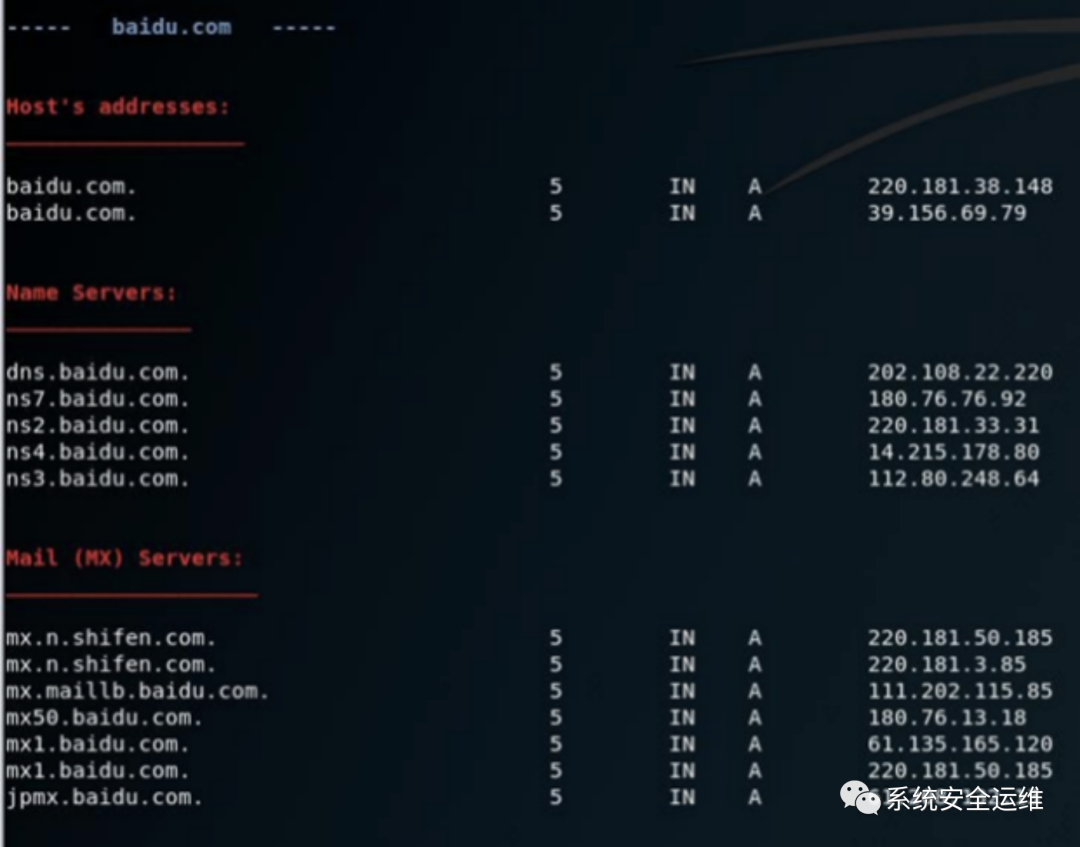 ----- baidu.com -----
Host's addresses:
baidu.com. 5 IN A 220.181.38.148
baidu.com. 5 IN A 39.156.69.79
Name Servers:
dns.baidu.com. 5 IN A 202.108.22.220
ns7.baidu.com. 5 IN A 180.76.76.92
ns2.baidu.com. 5 IN A 220.181.33.31
ns4.baidu.com. 5 IN A 14.215.178.80
ns3.baidu.com. 5 IN A 112.80.248.64
Mail (MX) Servers:
mx.n.shifen.com. 5 IN A 220.181.50.185
mx.n.shifen.com. 5 IN A 220.181.3.85
mx.maillb.baidu.com. 5 IN A 111.202.115.85
mx50.baidu.com. 5 IN A 180.76.13.18
mx1.baidu.com. 5 IN A 61.135.165.120
mx1.baidu.com. 5 IN A 220.181.50.185
jpmx.baidu.com. 5 IN A
系统安全运维